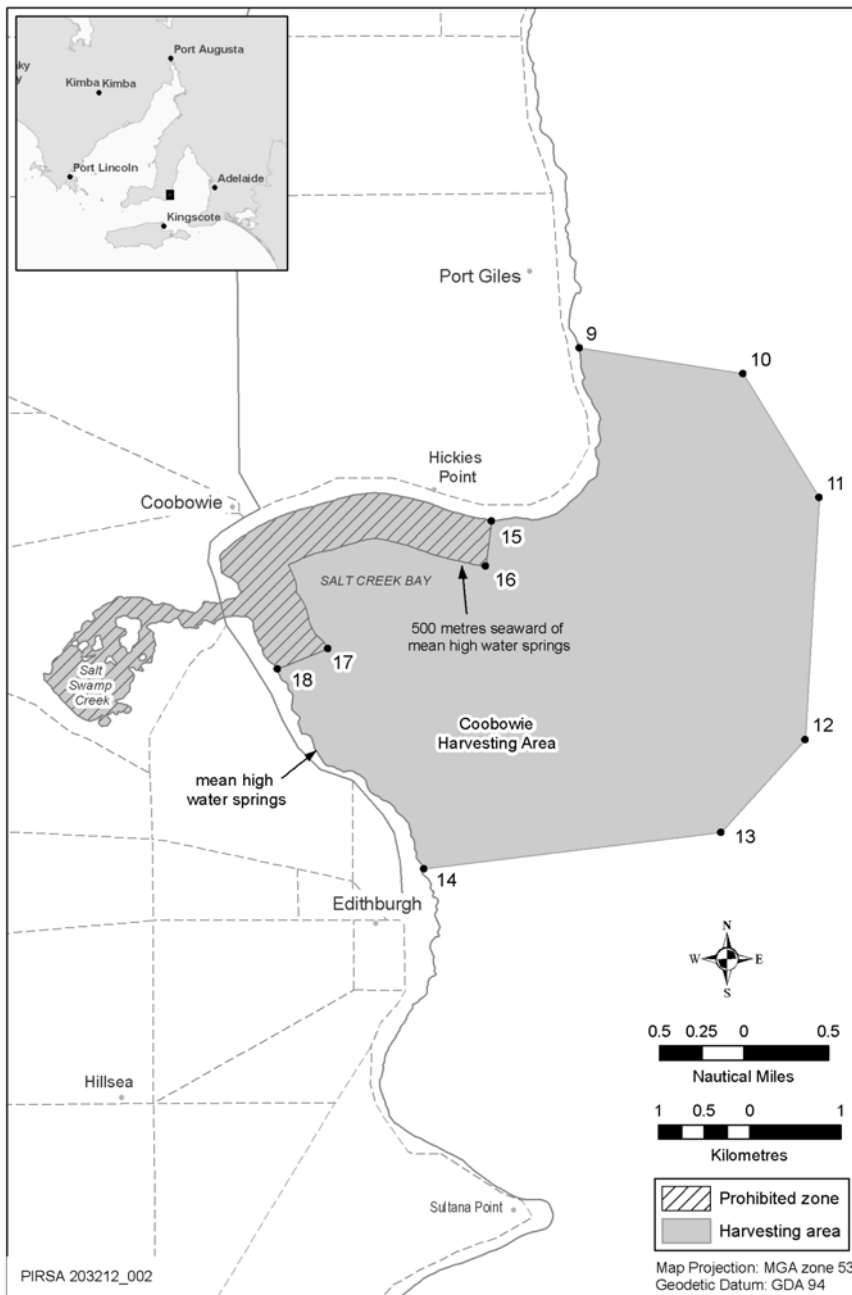 Port Augusta
ky
y
Kimba Kimba
Port Lincoln
Adelaide
Kingscote
Port Giles
9
10
11
Hickies
Point
Coobowie
15
16
SALT CREEK BAY
500 metres seaward of
mean high water springs
17
18
Salt
Swamp
Creek
Coobowie
Harvesting Area
12
mean high
water springs
13
14
Edithburgh
N
W
E
S
0.5 0.25 0 0.5
Nautical Miles
1 0.5 0 1
Kilometres
Hillsea
Sultana Point
Prohibited zone
Harvesting area
PIRSA 203212_002
Map Projection: MGA zone 53
Geodetic Datum: GDA 94